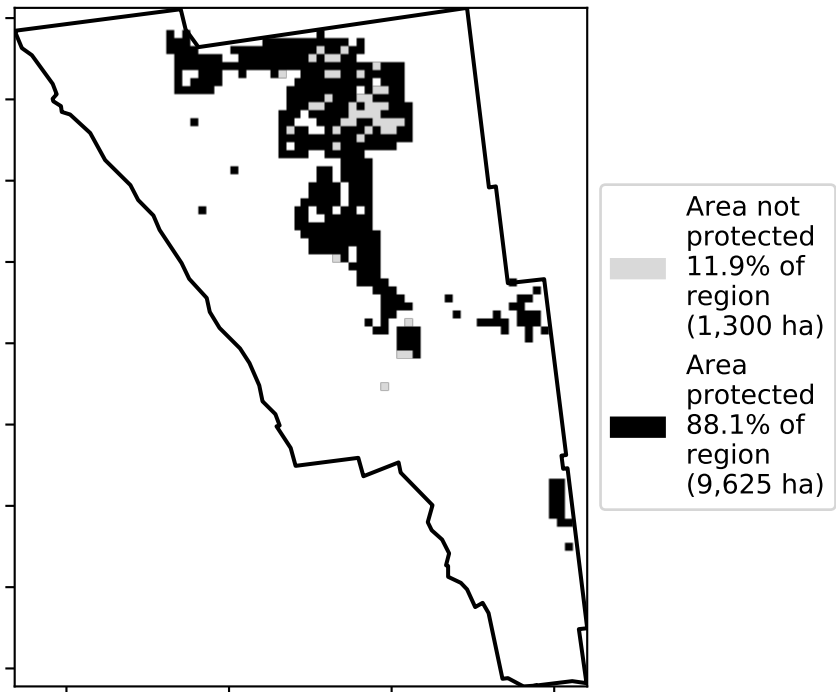 Area not
protected
11.9% of
region
(1,300 ha)
Area
protected
88.1% of
region
(9,625 ha)